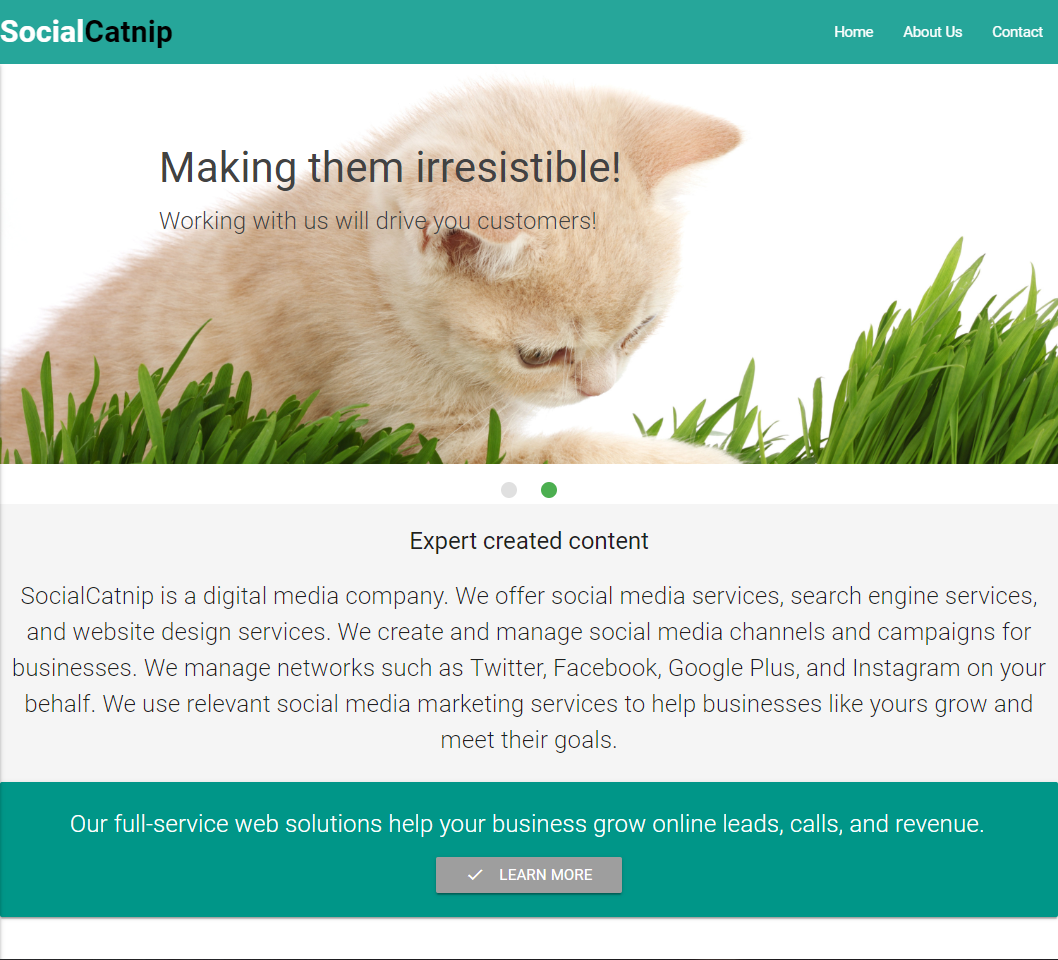 SocialCatnip
Home About Us Contact
Making them irresistible!
Working with us will drive you customers!
Expert created content
SocialCatnip is a digital media company. We offer social media services, search engine services,
and website design services. We create and manage social media channels and campaigns for
businesses. We manage networks such as Twitter, Facebook, Google Plus, and Instagram on your
behalf. We use relevant social media marketing services to help businesses like yours grow and
meet their goals.
Our full-service web solutions help your business grow online leads, calls, and revenue.
LEARN MORE